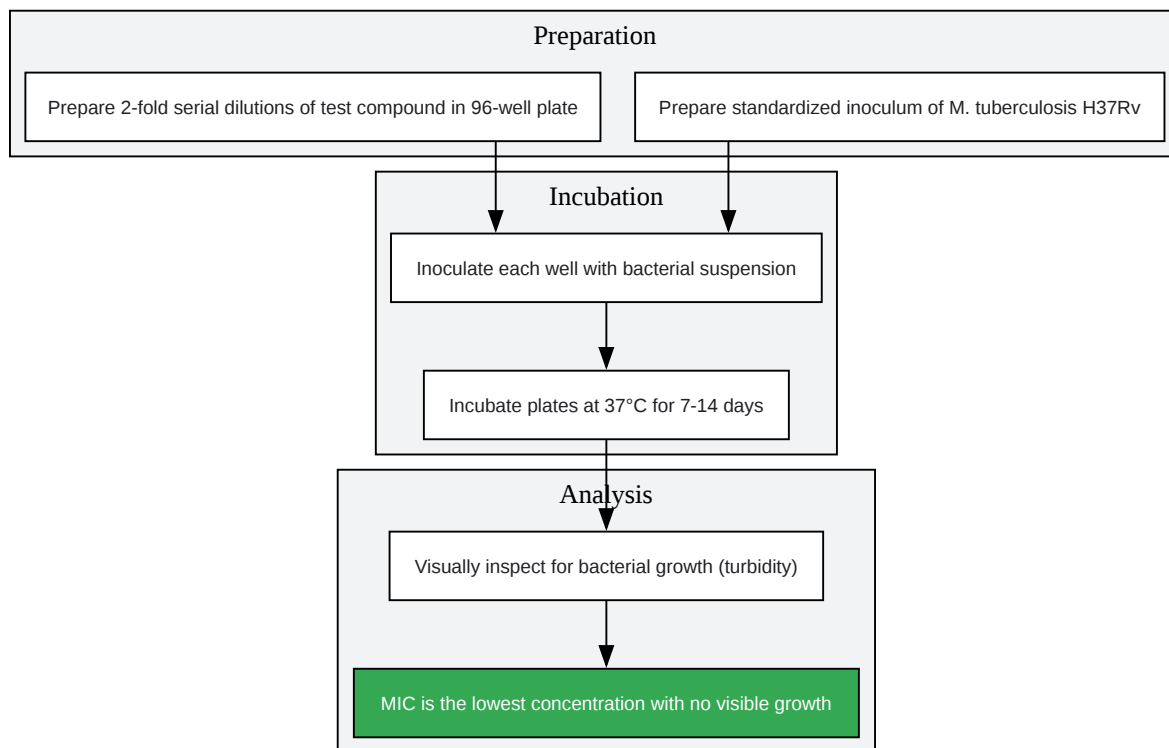 Preparation
Prepare 2-fold serial dilutions of test compound in 96-well plate
Prepare standardized inoculum of M. tuberculosis H37Rv
Incubation
Inoculate each well with bacterial suspension
Incubate plates at 37°C for 7-14 days
Analysis
Visually inspect for bacterial growth (turbidity)
MIC is the lowest concentration with no visible growth